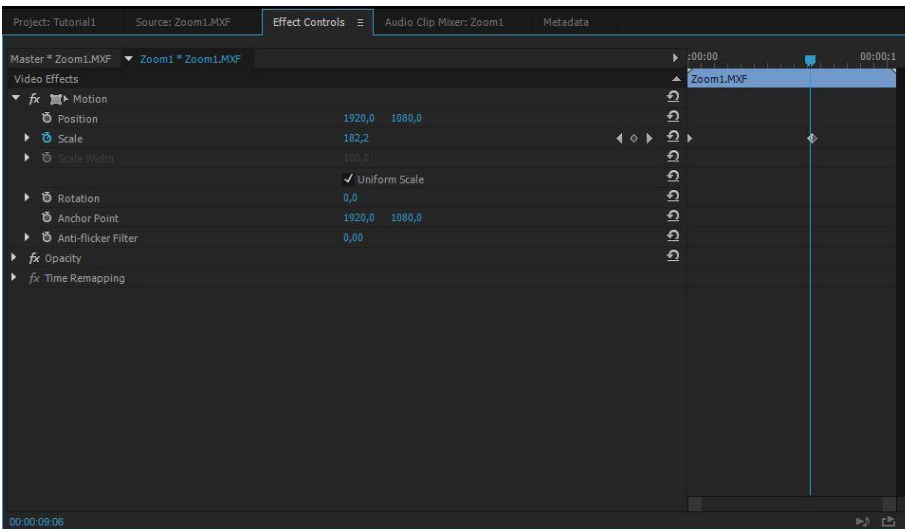 Project: Tutorial1 Source: Zoom1.MXF Effect Controls Audio Clip Mixer: Zoom1 Metadata
Master * Zoom1.MXF Zoom1 * Zoom1.MXF :00:00 00:00:1
Video Effects Zoom1.MXF
fx Motion
Position 1920,0 1080,0
Scale 182,2
Scale Width 100,0
Uniform Scale
Rotation 0,0
Anchor Point 1920,0 1080,0
Anti-flicker Filter 0,00
fx Opacity
fx Time Remapping
00:00:09:06